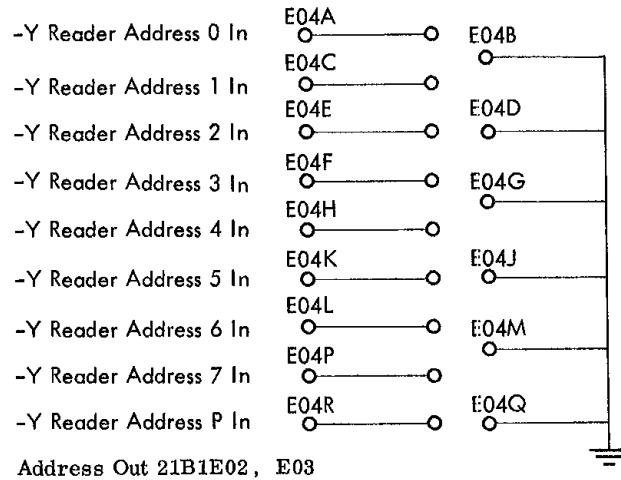 E04A
-Y Reader Address 0 In
E04B
E04C
-Y Reader Address 1 In
E04E
E04D
-Y Reader Address 2 In
E04F
-Y Reader Address 3 In
E04G
E04H
-Y Reader Address 4 In
E04K
E04J
-Y Reader Address 5 In
E04L
-Y Reader Address 6 In
E04M
E04P
-Y Reader Address 7 In
E04R
E04Q
-Y Reader Address P In
Address Out 21B1E02, E03